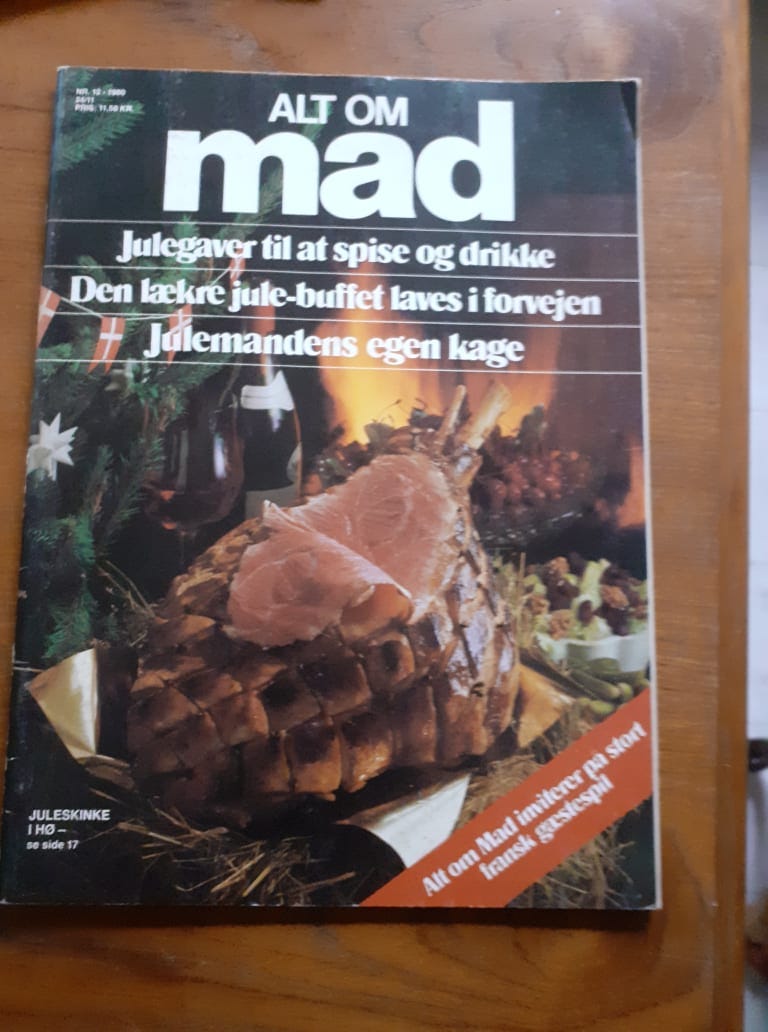 NR. 12 • 1980
24/11
PRIS: 11,50 KR.
ALT OM
mad
Julegaver til at spise og drikke
Den lækre jule-buffet laves i forvejen
Julemandens egen kage
JULESKINKE
I HØ –
se side 17
Alt om Mad inviterer på stort
fransk gæstespil